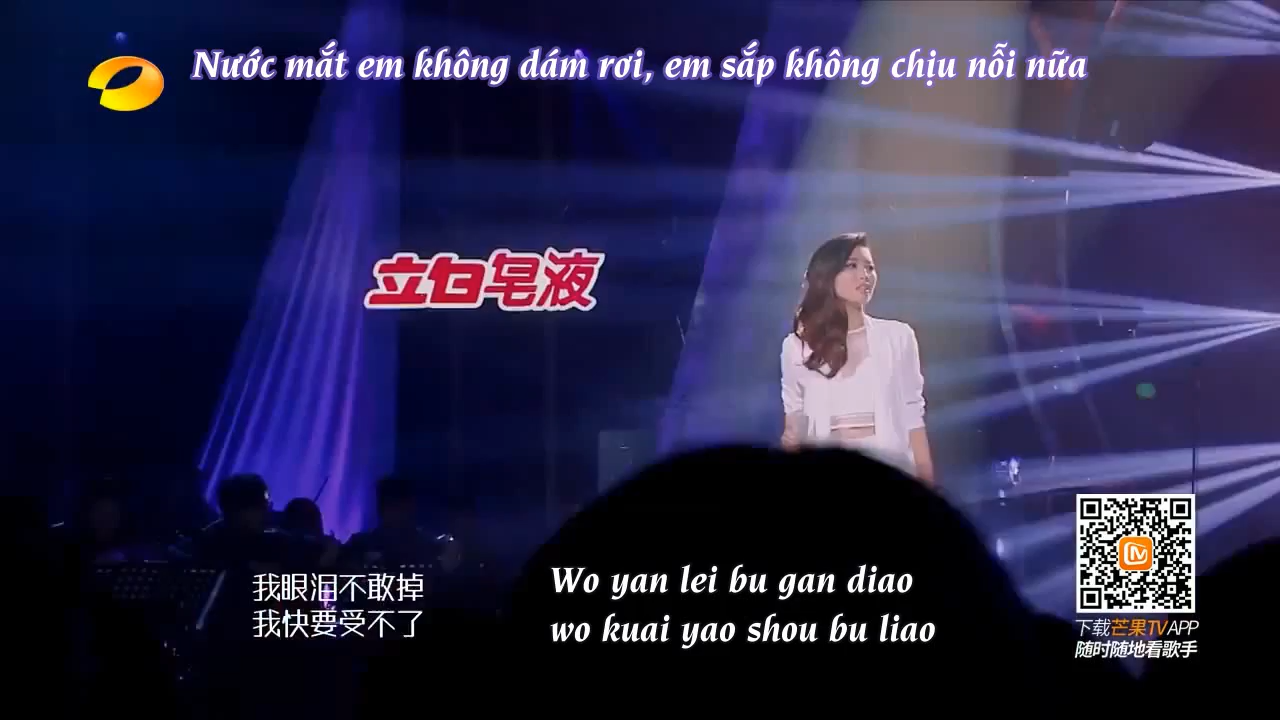 Nước mắt em không dám rơi, em sắp không chịu nỗi nữa
立白皂液
我眼泪不敢掉
我快要受不了
Wo yan lei bu gan diao
wo kuai yao shou bu liao
下载芒果TV APP
随时随地看歌手